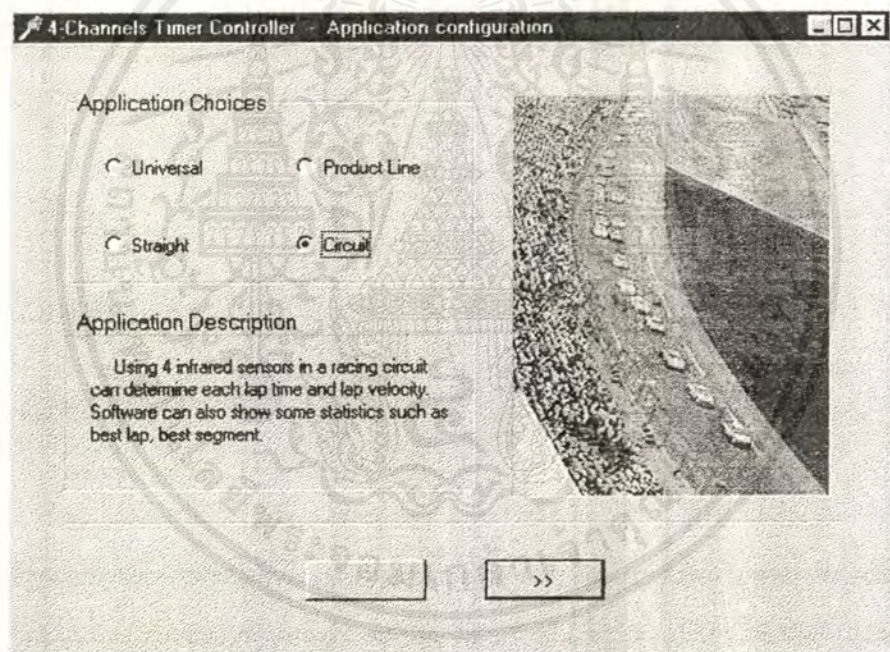 4-Channels Timer Controller - Application configuration
Application Choices
Universal
Product Line
Straight
Circuit
Application Description
Using 4 infrared sensors in a racing circuit
can determine each lap time and lap velocity.
Software can also show some statistics such as
best lap, best segment.
>>